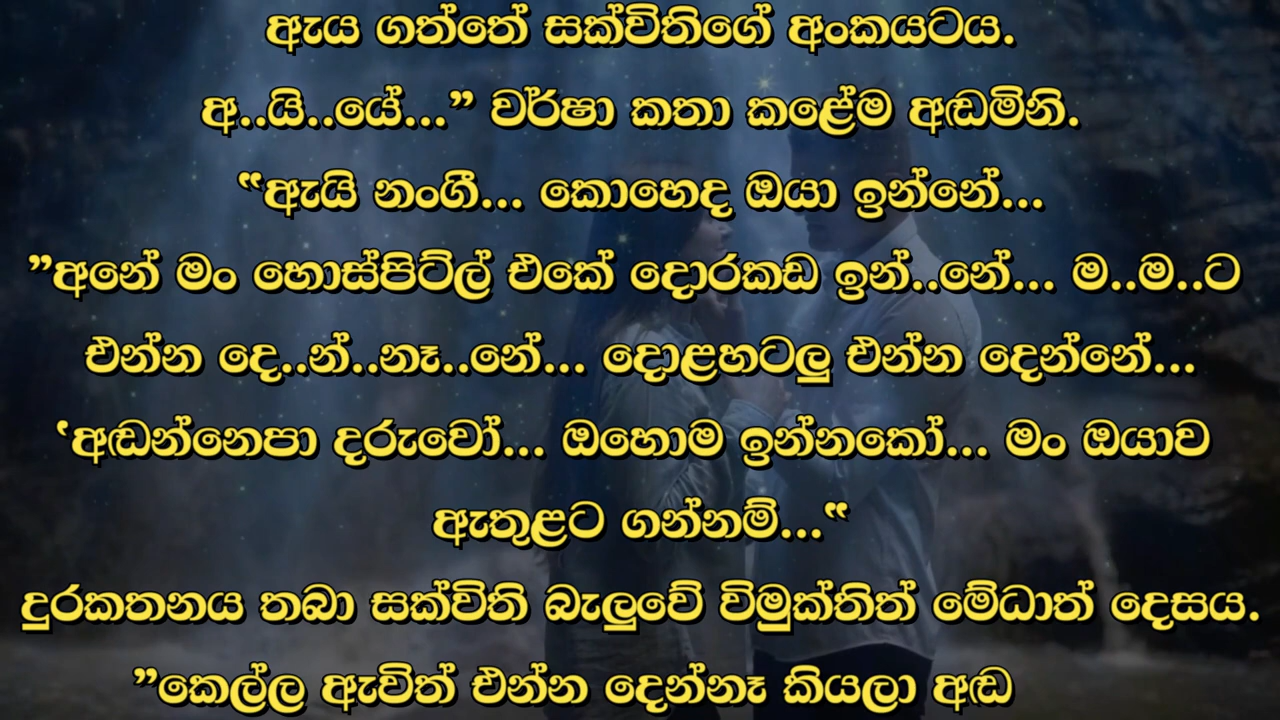 ඇය ගත්තේ සක්විතිගේ අංකයටය.
අ..යි..යේ...” වර්ෂා කතා කළේම අඬමිනි.
“ඇයි නංගී... කොහෙද ඔයා ඉන්නේ...
”අනේ මං හොස්පිට්ල් එකේ දොරකඩ ඉන්..නේ... ම..ම..ට
එන්න දෙ..න්..නෑ..නේ... දොළහටලු එන්න දෙන්නේ...
‘අඬන්නෙපා දරුවෝ... ඔහොම ඉන්නකෝ... මං ඔයාව
ඇතුළට ගන්නම්...“
දුරකතනය තබා සක්විති බැලුවේ විමුක්තිත් මේධාත් දෙසය.
”කෙල්ල ඇවිත් එන්න දෙන්නෑ කියලා අඬ